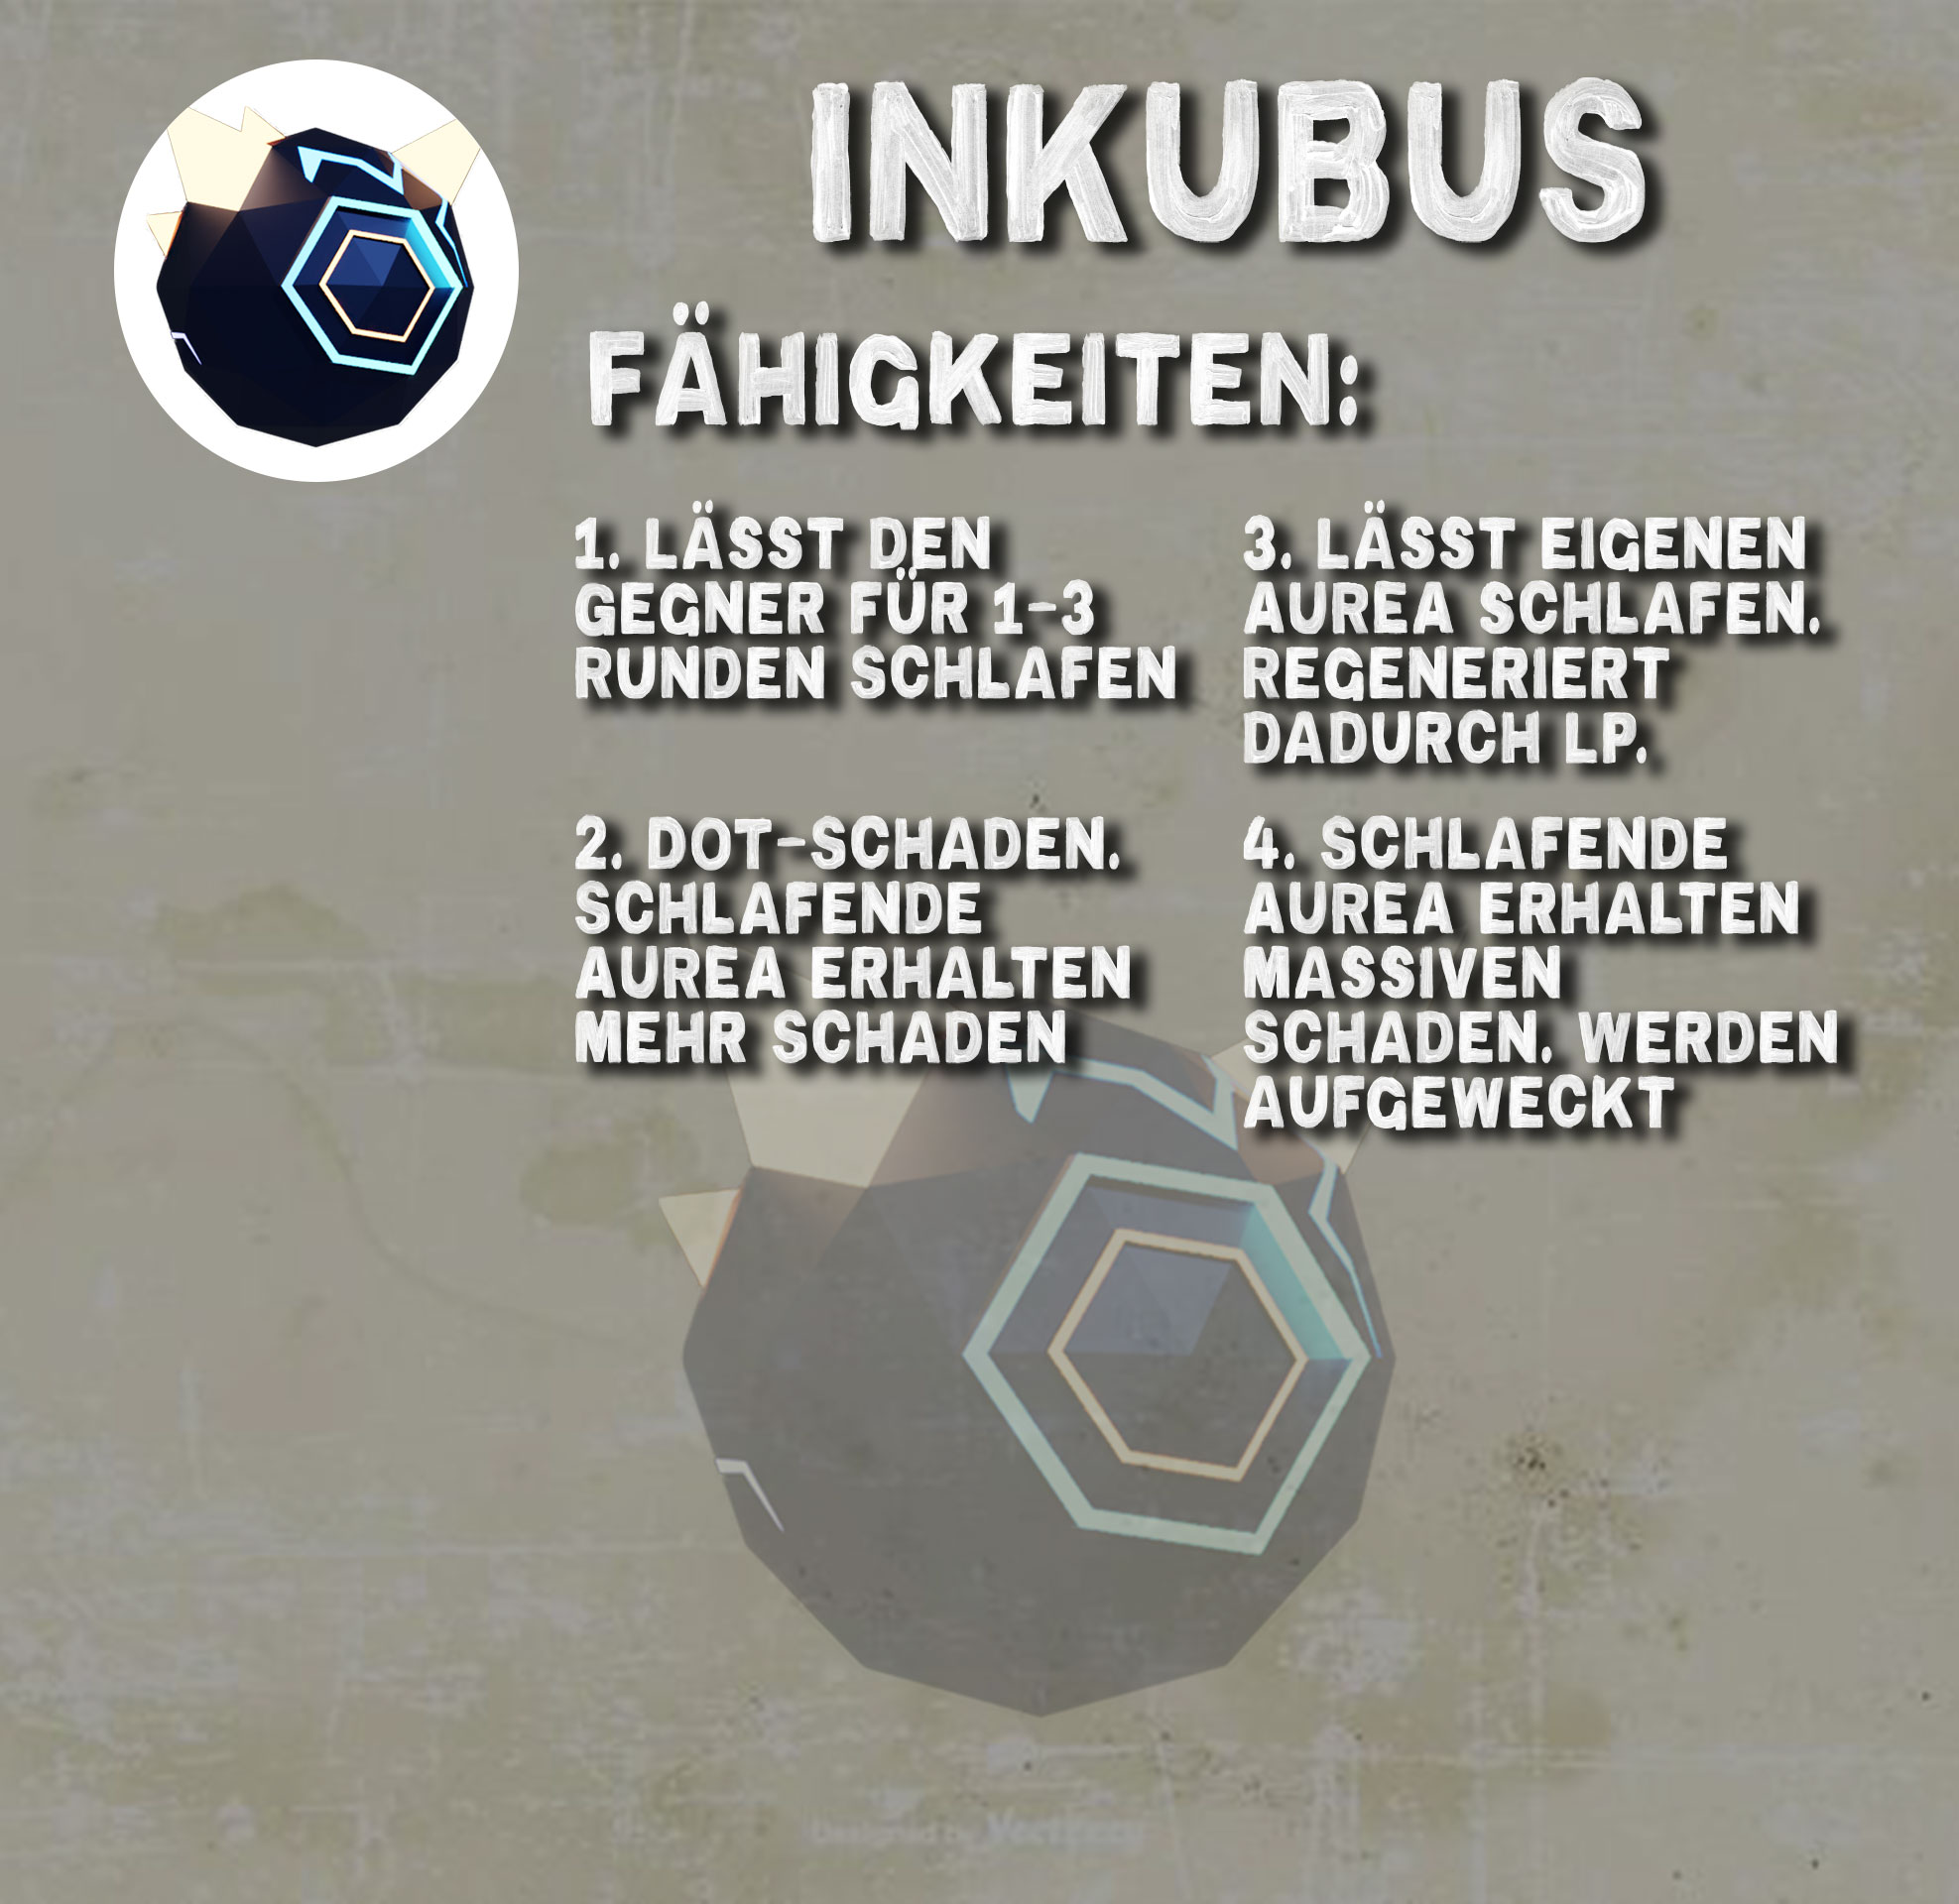 INKUBUS
FÄHIGKEITEN:
1. LÄSST DEN
GEGNER FÜR 1-3
RUNDEN SCHLAFEN
2. DOT-SCHADEN.
SCHLAFENDE
AUREA ERHALTEN
MEHR SCHADEN
3. LÄSST EIGENEN
AUREA SCHLAFEN.
REGENERIERT
DADURCH LP.
4. SCHLAFENDE
AUREA ERHALTEN
MASSIVEN
SCHADEN. WERDEN
AUFGEWECKT